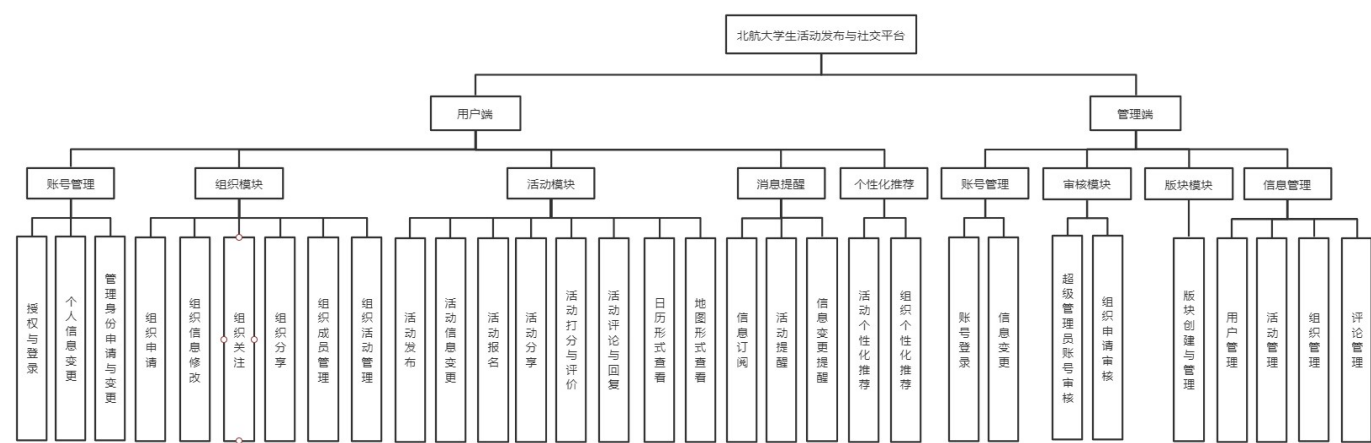 北航大学生活动发布与社交平台
用户端
管理端
账号管理
组织模块
活动模块
消息提醒
个性化推荐
账号管理
审核模块
版块模块
信息管理
授权与登录
个人信息变更
管理身份申请与变更
组织申请
组织信息修改
组织关注
组织分享
组织成员管理
组织活动管理
活动发布
活动信息变更
活动报名
活动分享
活动打分与评价
活动评论与回复
日历形式查看
地图形式查看
信息订阅
活动提醒
信息变更提醒
活动个性化推荐
组织个性化推荐
账号登录
信息变更
超级管理员账号审核
组织申请审核
版块创建与管理
用户管理
活动管理
组织管理
评论管理